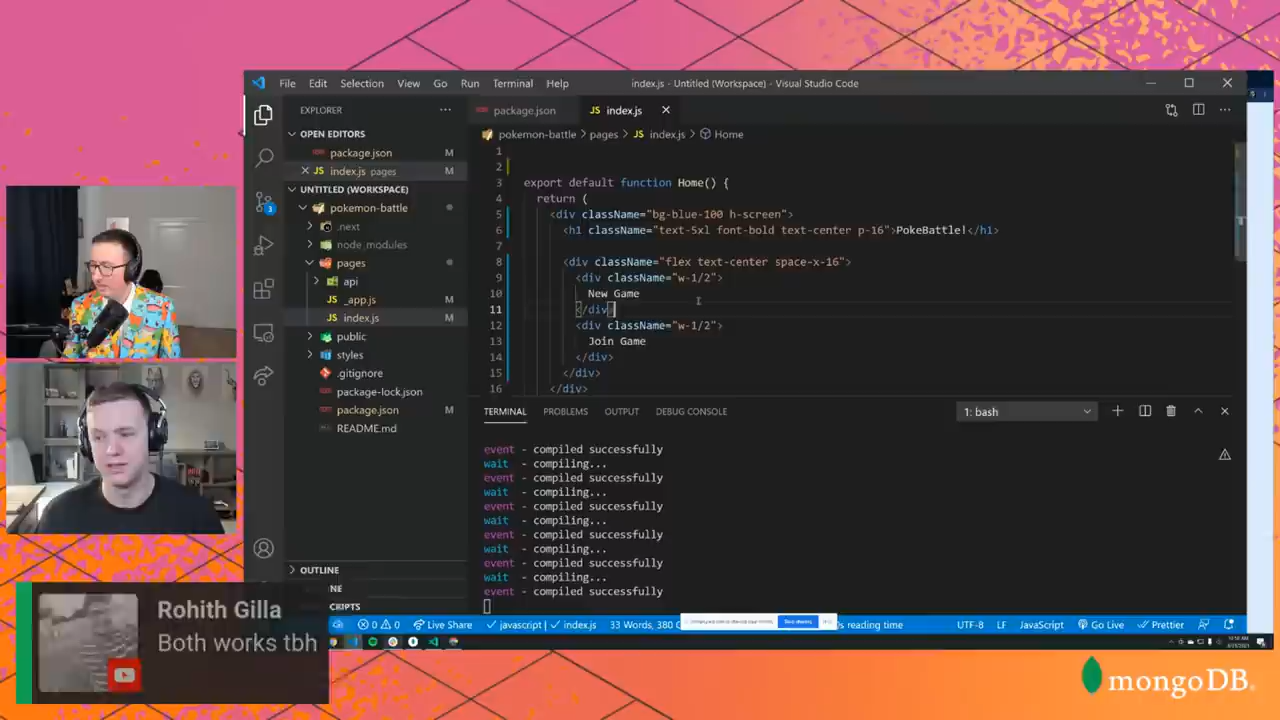 File Edit Selection View Go Run Terminal Help
index.js - Untitled (Workspace) - Visual Studio Code
EXPLORER
OPEN EDITORS
package.json M
index.js pages M
UNTITLED (WORKSPACE)
pokemon-battle
.next
node_modules
pages
api
_app.js M
index.js M
public
styles
.gitignore
package-lock.json
package.json M
README.md
OUTLINE
NE
CRIPTS
3
package.json
JS index.js
pokemon-battle > pages > JS index.js > Home
1
2
3 export default function Home() {
4 return (
5 <div className="bg-blue-100 h-screen">
6 <h1 className="text-5xl font-bold text-center p-16">PokeBattle!</h1>
7
8 <div className="flex text-center space-x-16">
9 <div className="w-1/2">
10 New Game
11 </div>
12 <div className="w-1/2">
13 Join Game
14 </div>
15 </div>
16 </div>
TERMINAL PROBLEMS OUTPUT DEBUG CONSOLE
1: bash
event - compiled successfully
wait - compiling...
event - compiled successfully
wait - compiling...
event - compiled successfully
wait - compiling...
event - compiled successfully
wait - compiling...
event - compiled successfully
wait - compiling...
event - compiled successfully
0 0 Live Share javascript index.js 33 Words, 380 reading time UTF-8 LF JavaScript Go Live Prettier
Rohith Gilla
Both works tbh
mongoDB.